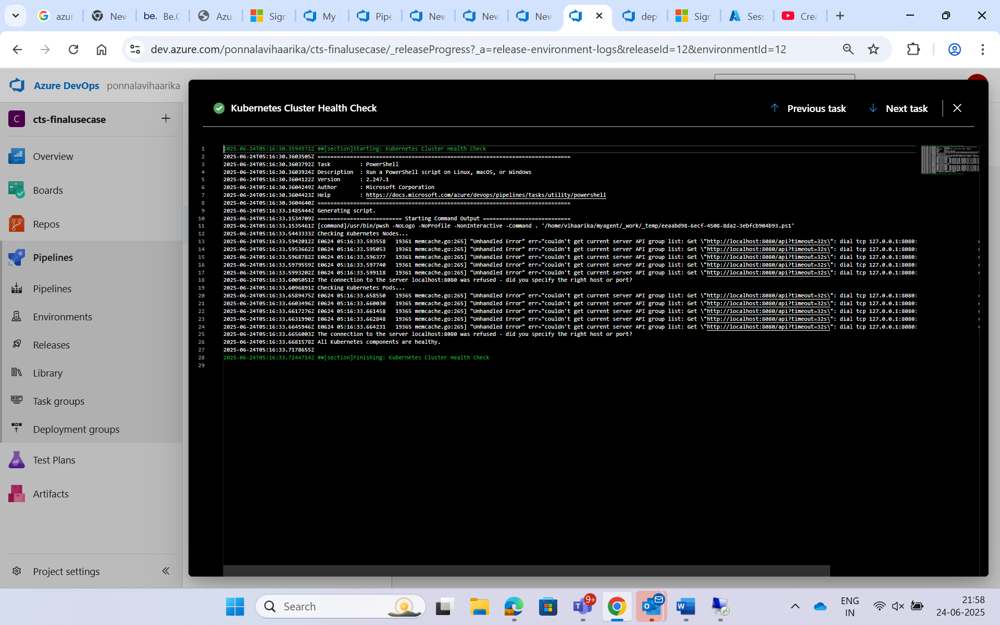 azur
New
be. Be.C
Azu
Sign
My
Pipe
New
New
New
dep
Sign
Sess
Crea
dev.azure.com/ponnalavihaarika/cts-finalusecase/_releaseProgress?_a=release-environment-logs&releaseId=12&environmentId=12
Azure DevOps ponnalavihaarika
C cts-finalusecase
Overview
Boards
Repos
Pipelines
Pipelines
Environments
Releases
Library
Task groups
Deployment groups
Test Plans
Artifacts
Project settings
Kubernetes Cluster Health Check
Previous task
Next task
1 2025-06-24T05:16:30.3594572Z ##[section]Starting: Kubernetes Cluster Health Check
2 2025-06-24T05:16:30.3603505Z ==============================================================================
3 2025-06-24T05:16:30.3603792Z Task : PowerShell
4 2025-06-24T05:16:30.3603924Z Description : Run a PowerShell script on Linux, macOS, or Windows
5 2025-06-24T05:16:30.3604122Z Version : 2.247.1
6 2025-06-24T05:16:30.3604249Z Author : Microsoft Corporation
7 2025-06-24T05:16:30.3604423Z Help : https://docs.microsoft.com/azure/devops/pipelines/tasks/utility/powershell
8 2025-06-24T05:16:30.3604640Z ==============================================================================
9 2025-06-24T05:16:33.1485444Z Generating script.
10 2025-06-24T05:16:33.1534709Z ========================== Starting Command Output ===========================
11 2025-06-24T05:16:33.1535461Z [command]/usr/bin/pwsh -NoLogo -NoProfile -NonInteractive -Command . '/home/vihaarika/myagent/_work/_temp/eeaabd98-6ecf-4508-8da2-3ebfcb904b93.ps1'
12 2025-06-24T05:16:33.5443333Z Checking Kubernetes Nodes...
13 2025-06-24T05:16:33.5942012Z E0624 05:16:33.593558 19361 memcache.go:265] "Unhandled Error" err="couldn't get current server API group list: Get \"http://localhost:8080/api?timeout=32s\": dial tcp 127.0.0.1:8080:
14 2025-06-24T05:16:33.5953662Z E0624 05:16:33.595053 19361 memcache.go:265] "Unhandled Error" err="couldn't get current server API group list: Get \"http://localhost:8080/api?timeout=32s\": dial tcp 127.0.0.1:8080:
15 2025-06-24T05:16:33.5968782Z E0624 05:16:33.596377 19361 memcache.go:265] "Unhandled Error" err="couldn't get current server API group list: Get \"http://localhost:8080/api?timeout=32s\": dial tcp 127.0.0.1:8080:
16 2025-06-24T05:16:33.5979559Z E0624 05:16:33.597740 19361 memcache.go:265] "Unhandled Error" err="couldn't get current server API group list: Get \"http://localhost:8080/api?timeout=32s\": dial tcp 127.0.0.1:8080:
17 2025-06-24T05:16:33.5993202Z E0624 05:16:33.599118 19361 memcache.go:265] "Unhandled Error" err="couldn't get current server API group list: Get \"http://localhost:8080/api?timeout=32s\": dial tcp 127.0.0.1:8080:
18 2025-06-24T05:16:33.6005051Z The connection to the server localhost:8080 was refused - did you specify the right host or port?
19 2025-06-24T05:16:33.6096891Z Checking Kubernetes Pods...
20 2025-06-24T05:16:33.6589475Z E0624 05:16:33.658550 19365 memcache.go:265] "Unhandled Error" err="couldn't get current server API group list: Get \"http://localhost:8080/api?timeout=32s\": dial tcp 127.0.0.1:8080:
21 2025-06-24T05:16:33.6603496Z E0624 05:16:33.660030 19365 memcache.go:265] "Unhandled Error" err="couldn't get current server API group list: Get \"http://localhost:8080/api?timeout=32s\": dial tcp 127.0.0.1:8080:
22 2025-06-24T05:16:33.6617276Z E0624 05:16:33.661458 19365 memcache.go:265] "Unhandled Error" err="couldn't get current server API group list: Get \"http://localhost:8080/api?timeout=32s\": dial tcp 127.0.0.1:8080:
23 2025-06-24T05:16:33.6631990Z E0624 05:16:33.662848 19365 memcache.go:265] "Unhandled Error" err="couldn't get current server API group list: Get \"http://localhost:8080/api?timeout=32s\": dial tcp 127.0.0.1:8080:
24 2025-06-24T05:16:33.6645946Z E0624 05:16:33.664231 19365 memcache.go:265] "Unhandled Error" err="couldn't get current server API group list: Get \"http://localhost:8080/api?timeout=32s\": dial tcp 127.0.0.1:8080:
25 2025-06-24T05:16:33.6656003Z The connection to the server localhost:8080 was refused - did you specify the right host or port?
26 2025-06-24T05:16:33.6681578Z All Kubernetes components are healthy.
27 2025-06-24T05:16:33.7178655Z
28 2025-06-24T05:16:33.7244714Z ##[section]Finishing: Kubernetes Cluster Health Check
29
Search
9+
ENG
IN
21:58
24-06-2025